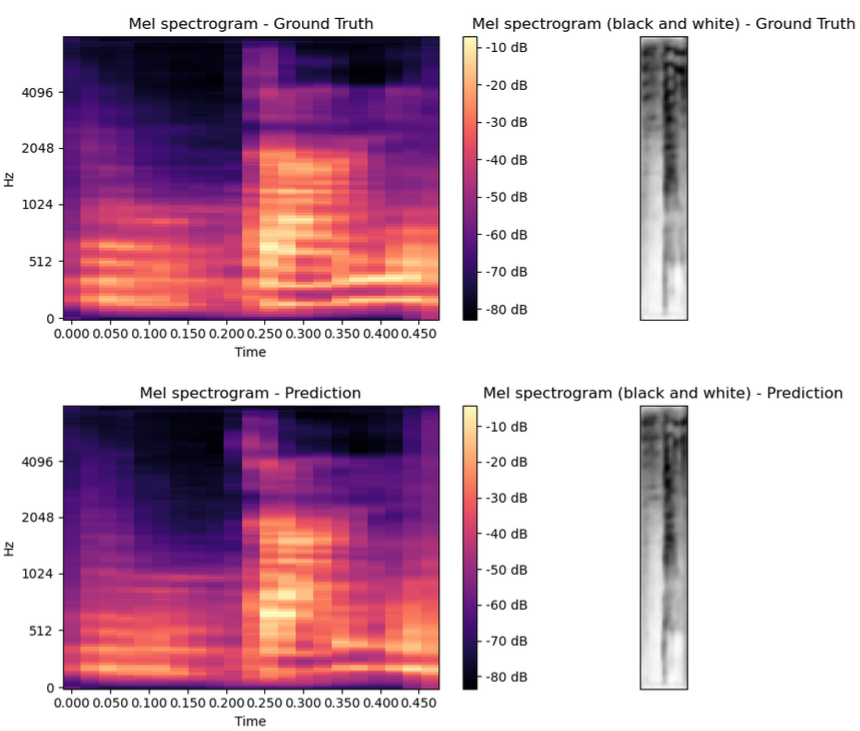 Mel spectrogram - Ground Truth
Mel spectrogram (black and white) - Ground Truth
Hz
4096
2048
1024
512
0
0.000 0.050 0.100 0.150 0.200 0.250 0.300 0.350 0.400 0.450
Time
-10 dB
-20 dB
-30 dB
-40 dB
-50 dB
-60 dB
-70 dB
-80 dB
Mel spectrogram - Prediction
Mel spectrogram (black and white) - Prediction
Hz
4096
2048
1024
512
0
0.000 0.050 0.100 0.150 0.200 0.250 0.300 0.350 0.400 0.450
Time
-10 dB
-20 dB
-30 dB
-40 dB
-50 dB
-60 dB
-70 dB
-80 dB